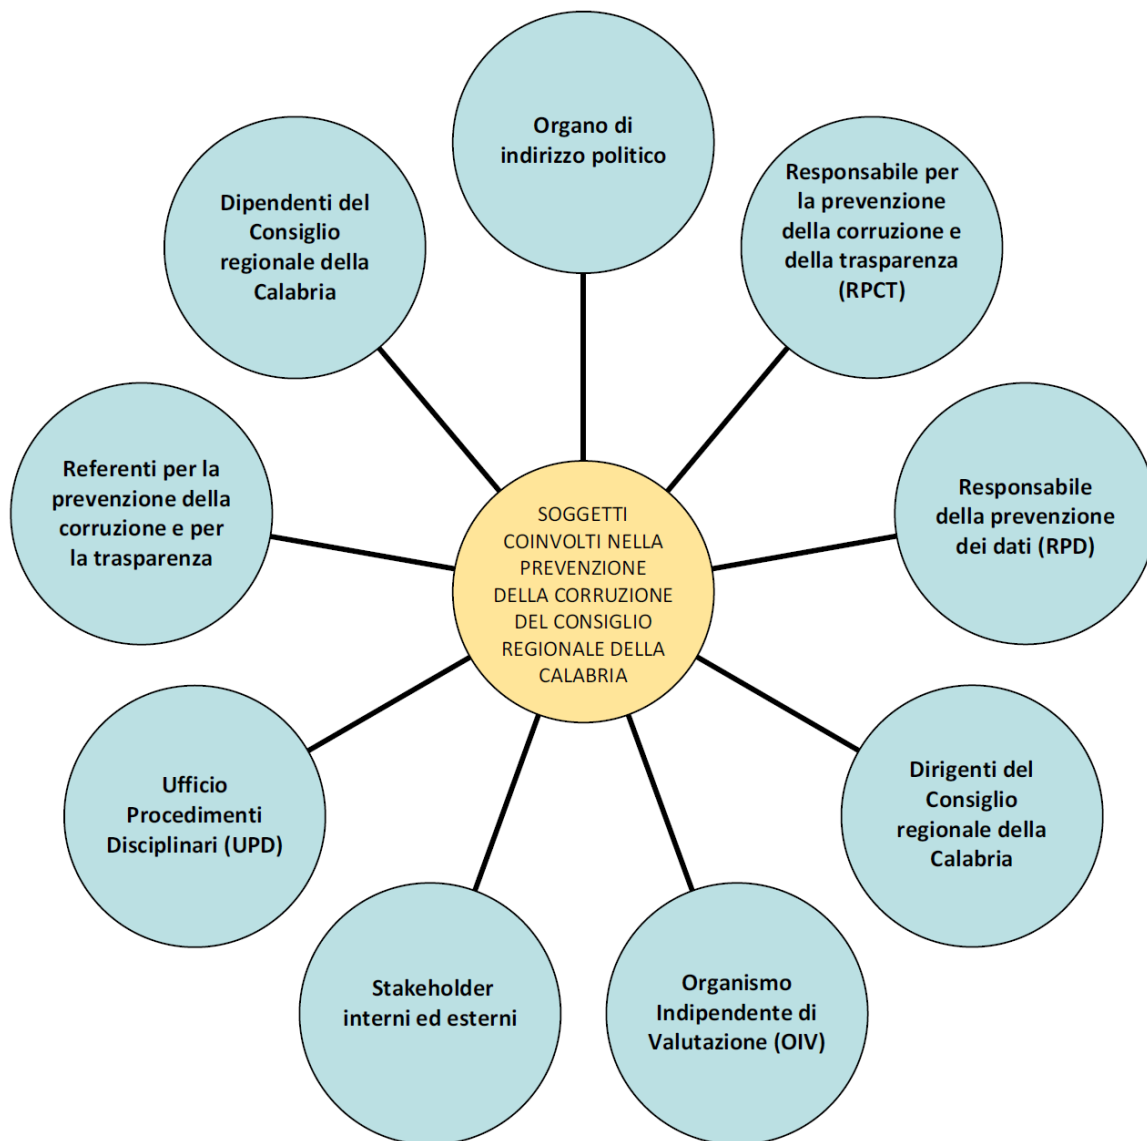 Organo di
indirizzo politico
Responsabile per
la prevenzione
della corruzione e
della trasparenza
(RPCT)
Responsabile
della prevenzione
dei dati (RPD)
Dirigenti del
Consiglio
regionale della
Calabria
Organismo
Indipendente di
Valutazione (OIV)
Stakeholder
interni ed esterni
Ufficio
Procedimenti
Disciplinari (UPD)
Referenti per la
prevenzione della
corruzione e per
la trasparenza
Dipendenti del
Consiglio
regionale della
Calabria
SOGGETTI
COINVOLTI NELLA
PREVENZIONE
DELLA CORRUZIONE
DEL CONSIGLIO
REGIONALE DELLA
CALABRIA